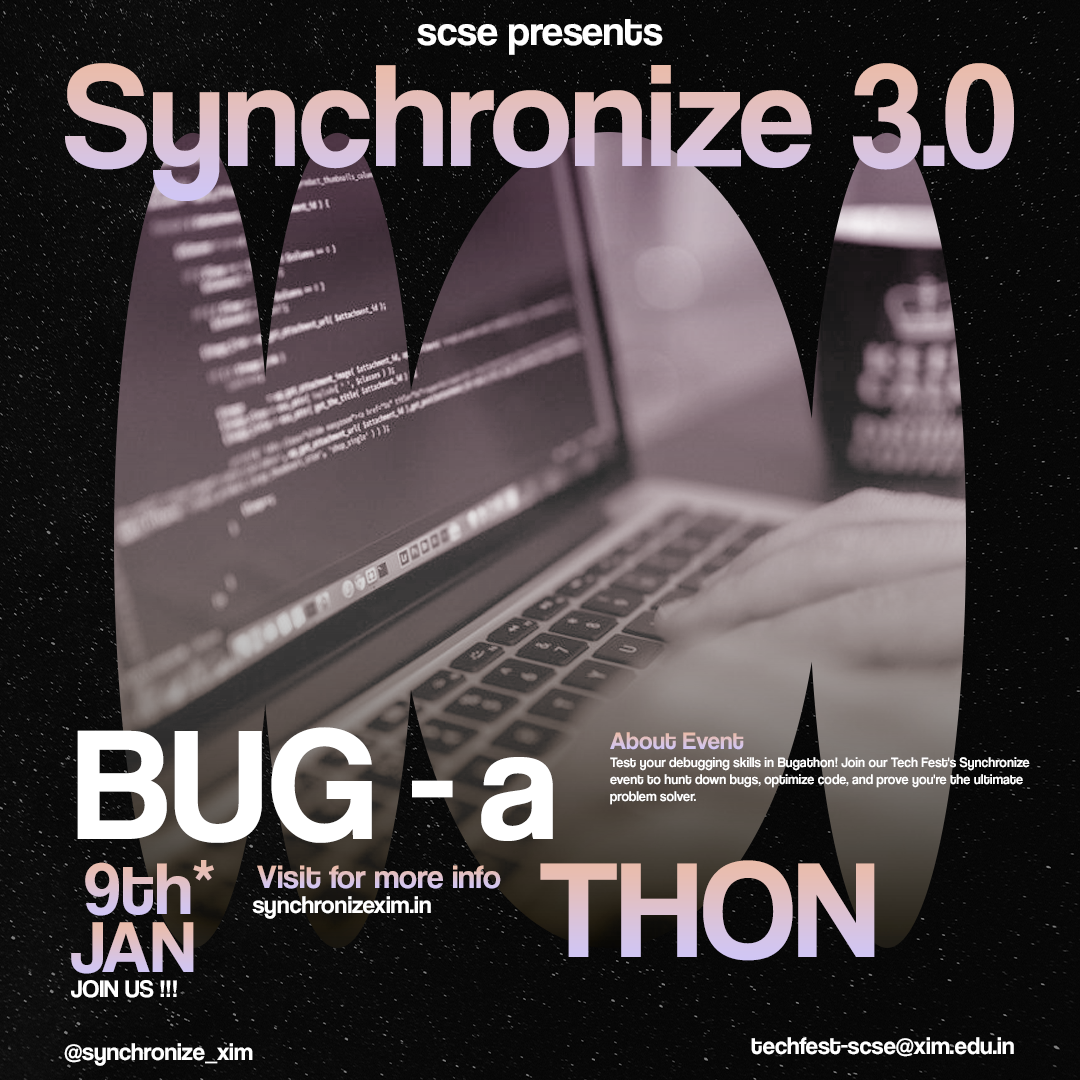 scse presents
Synchronize 3.0
BUG - a
THON
About Event
Test your debugging skills in Bugathon! Join our Tech Fest's Synchronize
event to hunt down bugs, optimize code, and prove you're the ultimate
problem solver.
9th*
JAN
JOIN US !!!
Visit for more info
synchronizexim.in
@synchronize_xim
techfest-scse@xim.edu.in